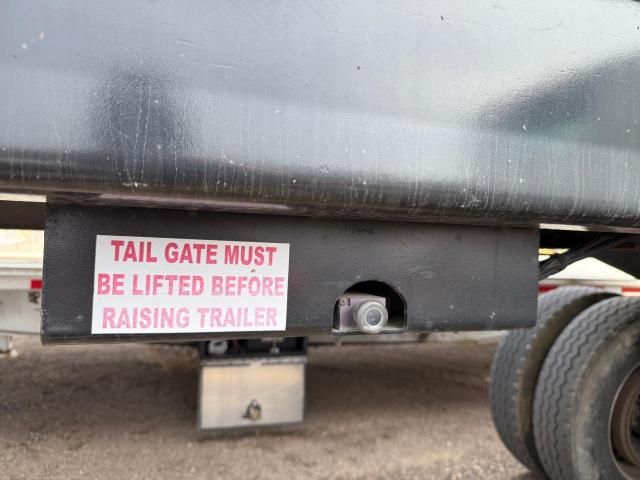 TAIL GATE MUST
BE LIFTED BEFORE
RAISING TRAILER